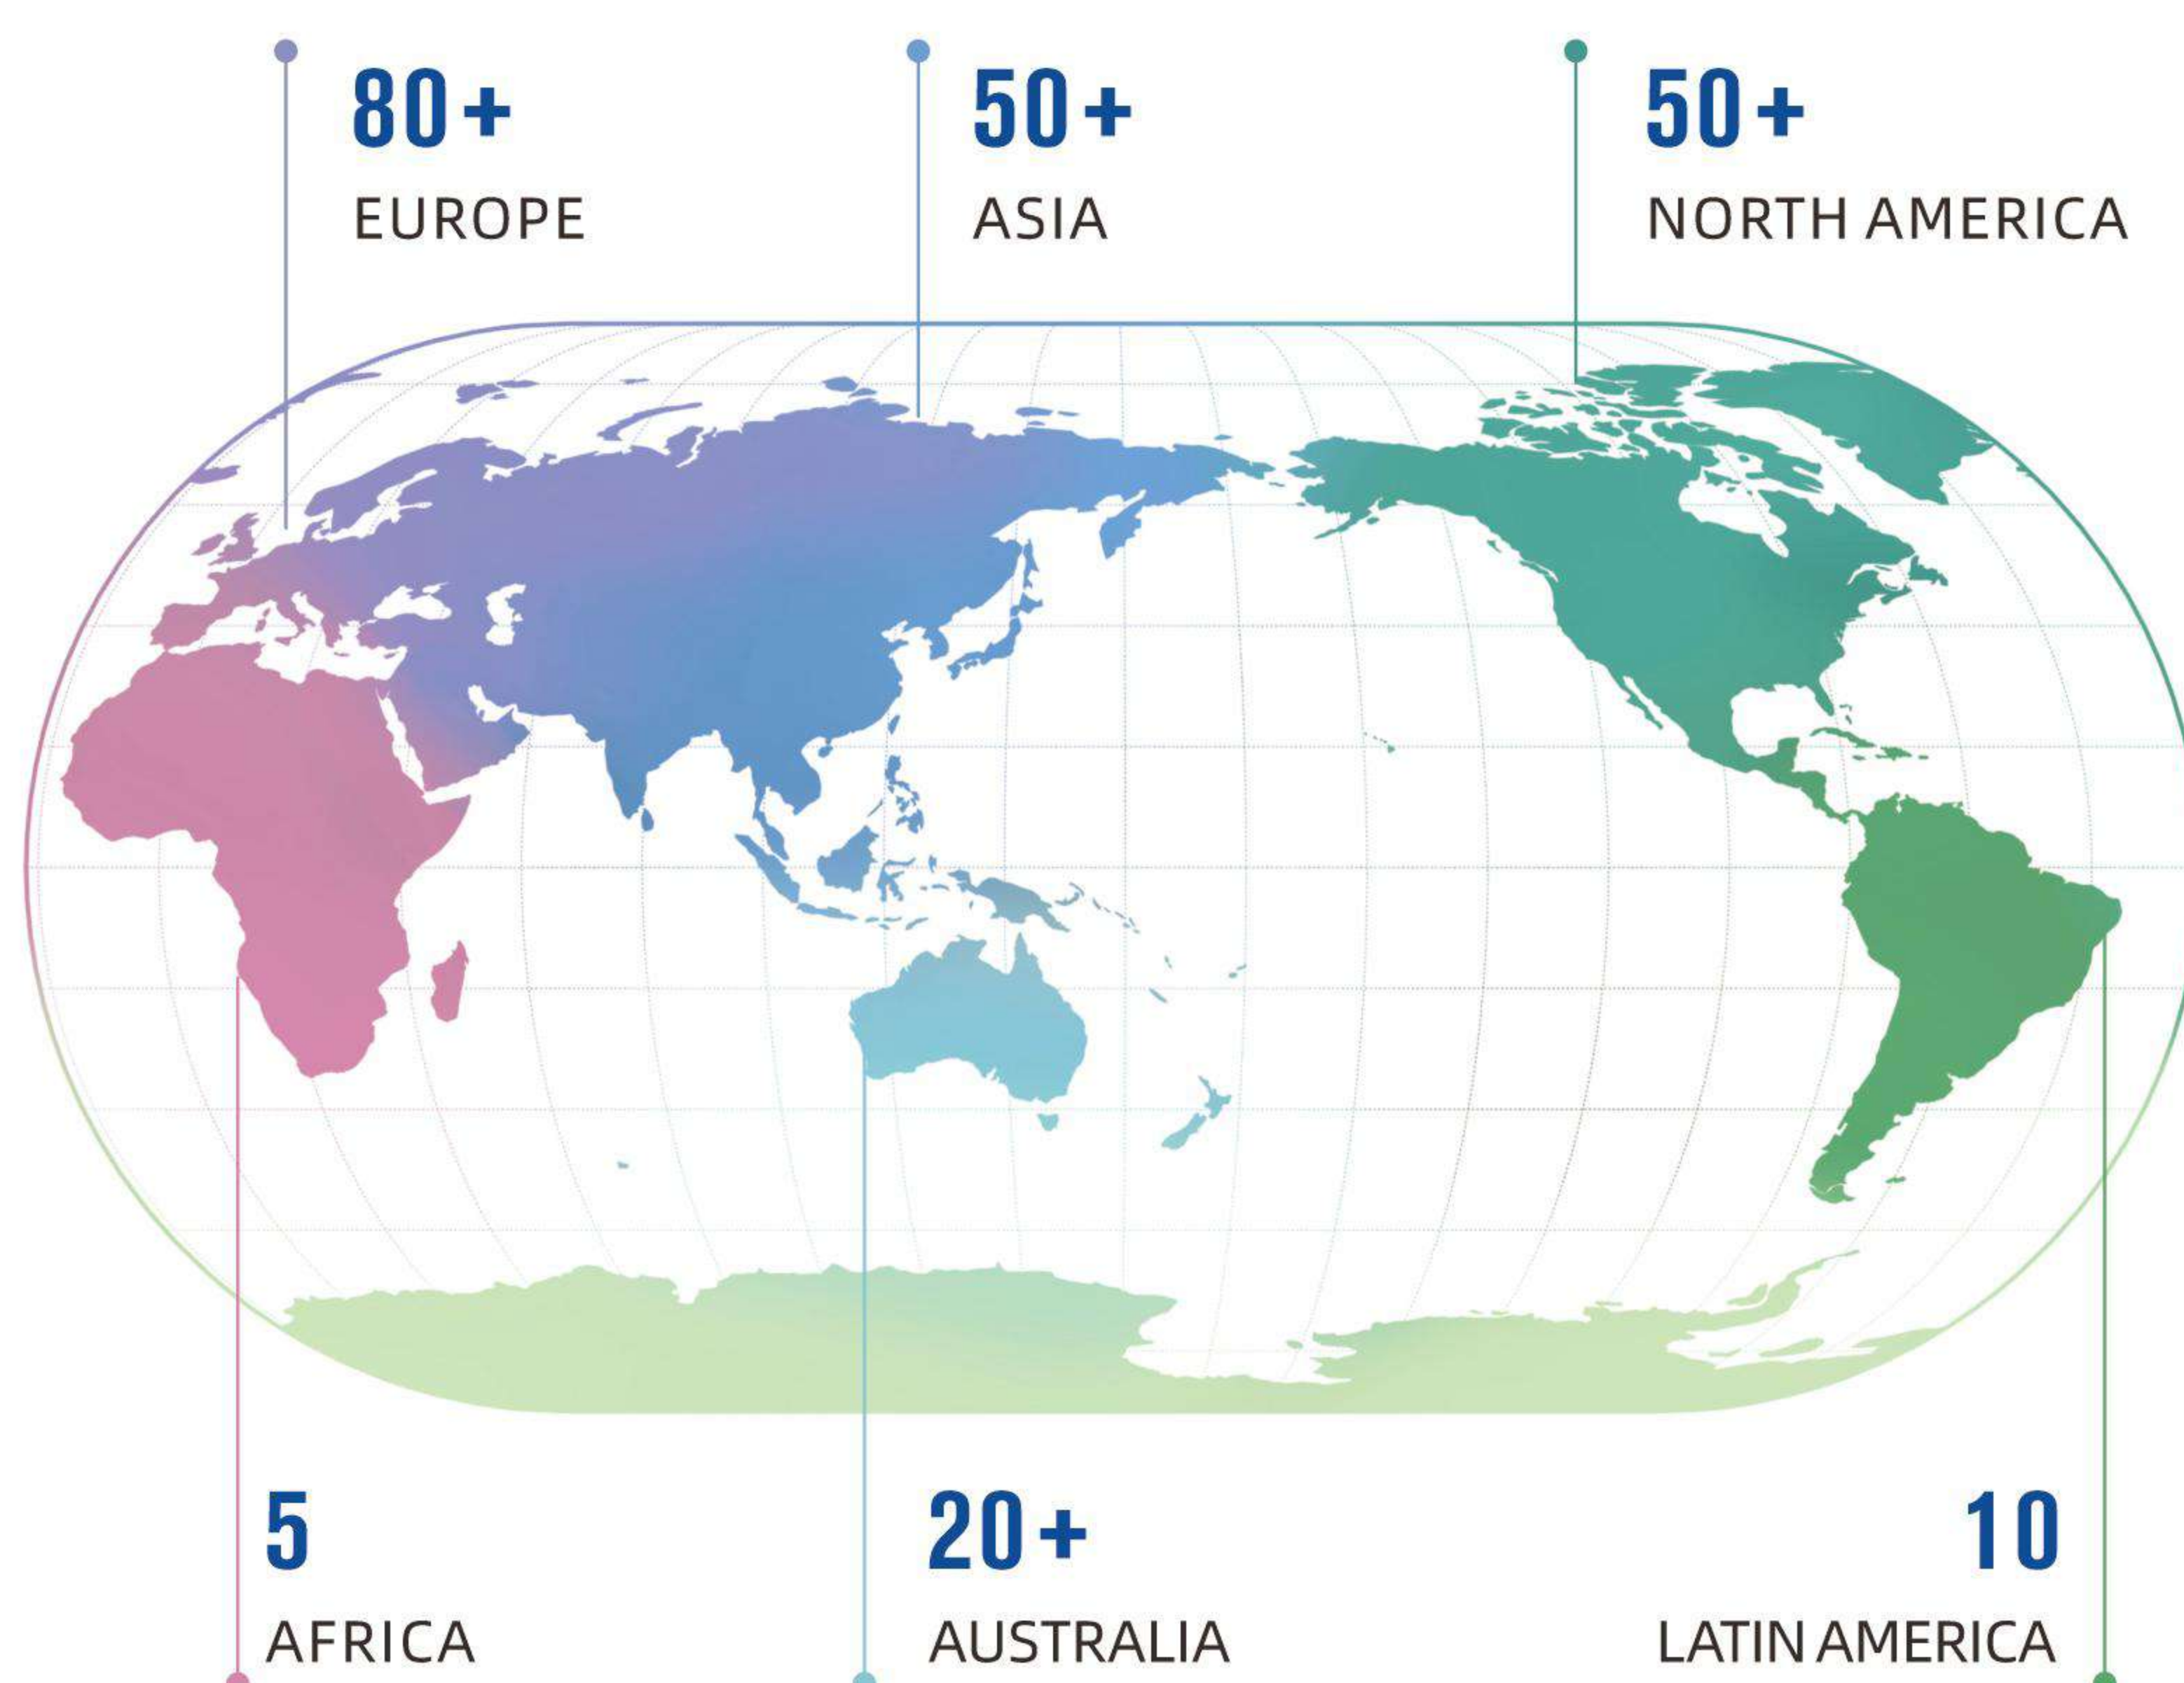 80+
EUROPE
50+
ASIA
50+
NORTH AMERICA
5
AFRICA
20+
AUSTRALIA
10
LATIN AMERICA